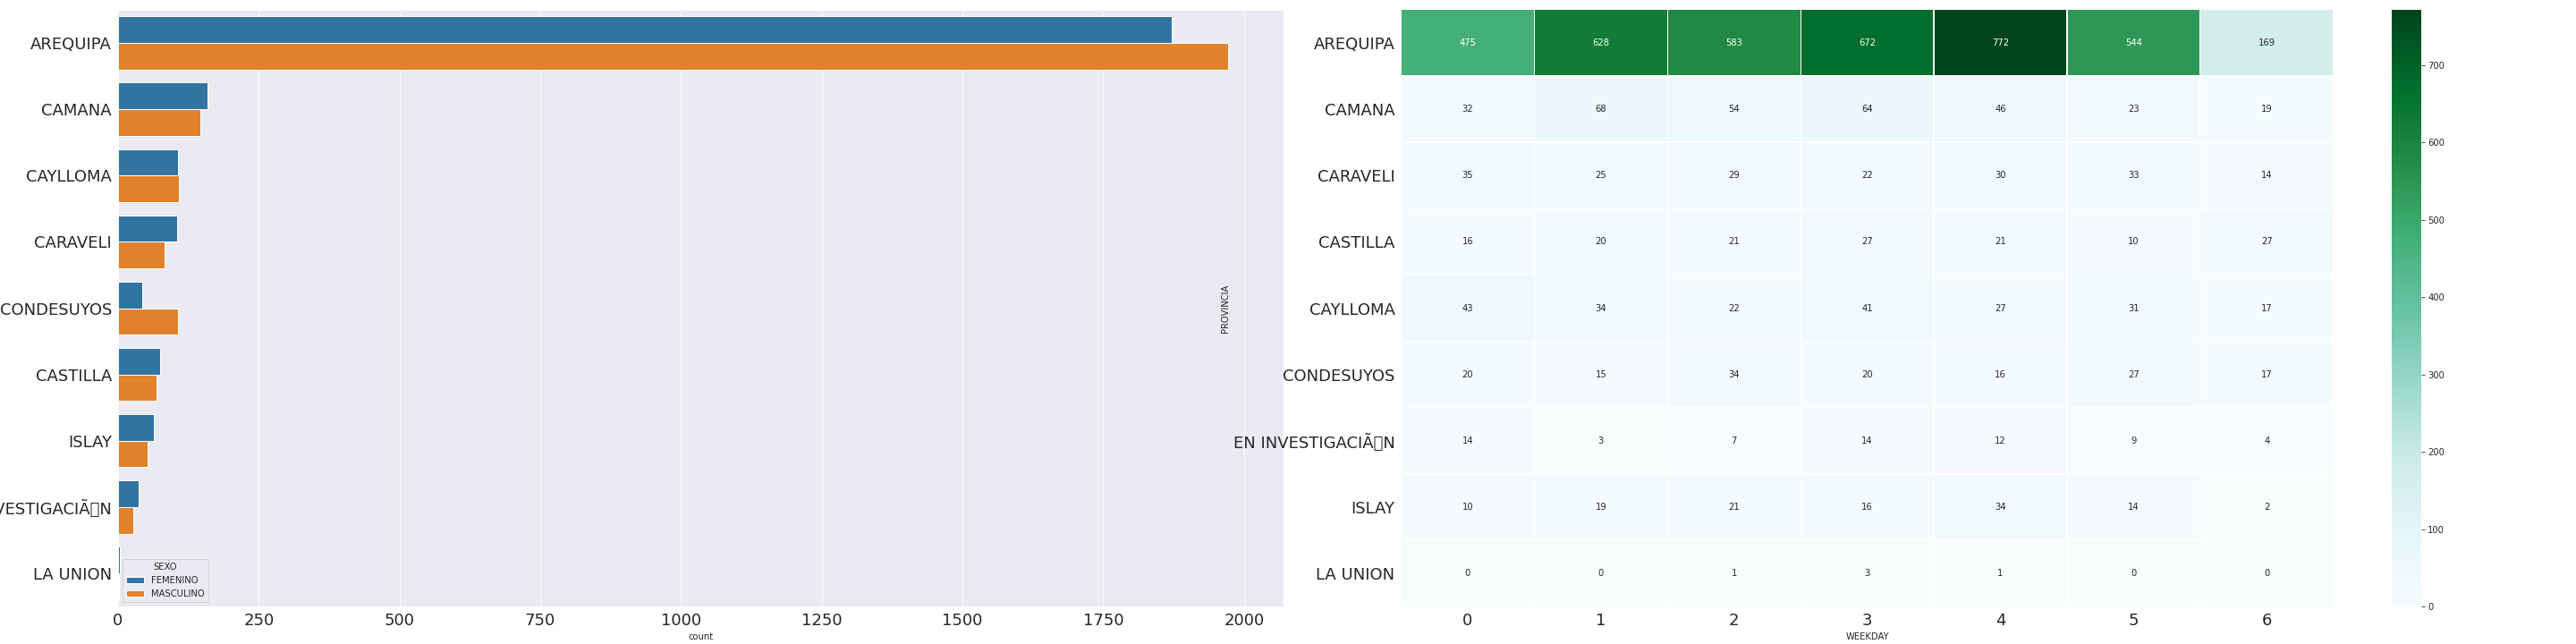 AREQUIPA
CAMANA
CAYLLOMA
CARAVELI
CONDESUYOS
CASTILLA
ISLAY
VESTIGACIÃ▯N
LA UNION
SEXO
FEMENINO
MASCULINO
0 250 500 750 1000 1250 1500 1750 2000
count
PROVINCIA
AREQUIPA 475 628 583 672 772 544 169
CAMANA 32 68 54 64 46 23 19
CARAVELI 35 25 29 22 30 33 14
CASTILLA 16 20 21 27 21 10 27
CAYLLOMA 43 34 22 41 27 31 17
CONDESUYOS 20 15 34 20 16 27 17
EN INVESTIGACIÃ▯N 14 3 7 14 12 9 4
ISLAY 10 19 21 16 34 14 2
LA UNION 0 0 1 3 1 0 0
0 1 2 3 4 5 6
WEEKDAY
700
600
500
400
300
200
100
0